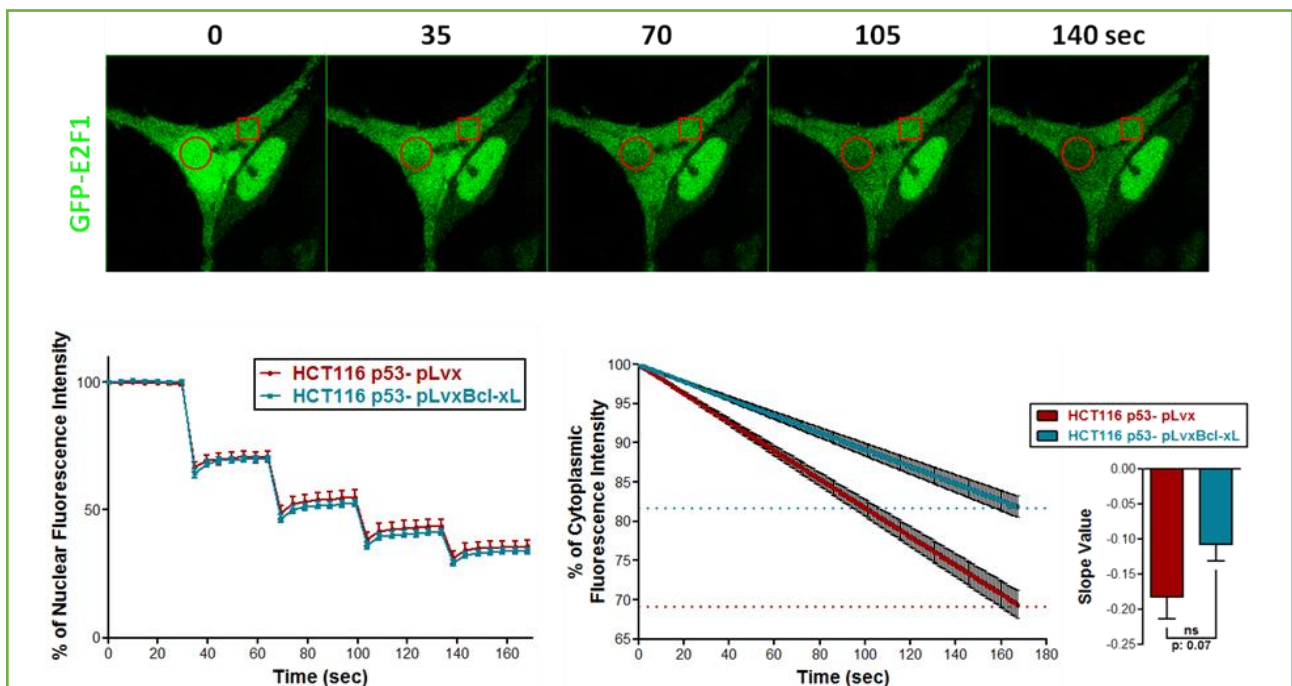 0 35 70 105 140 sec
GFP-E2F1
% of Nuclear Fluorescence Intensity
100
50
0
HCT116 p53- pLvx
HCT116 p53- pLvxBcl-xL
0 20 40 60 80 100 120 140 160
Time (sec)
% of Cytoplasmic
Fluorescence Intensity
100
95
90
85
80
75
70
65
0 20 40 60 80 100 120 140 160 180
Time (sec)
HCT116 p53- pLvx
HCT116 p53- pLvxBcl-xL
Slope Value
0.00
-0.05
-0.10
-0.15
-0.20
-0.25
ns
p: 0.07